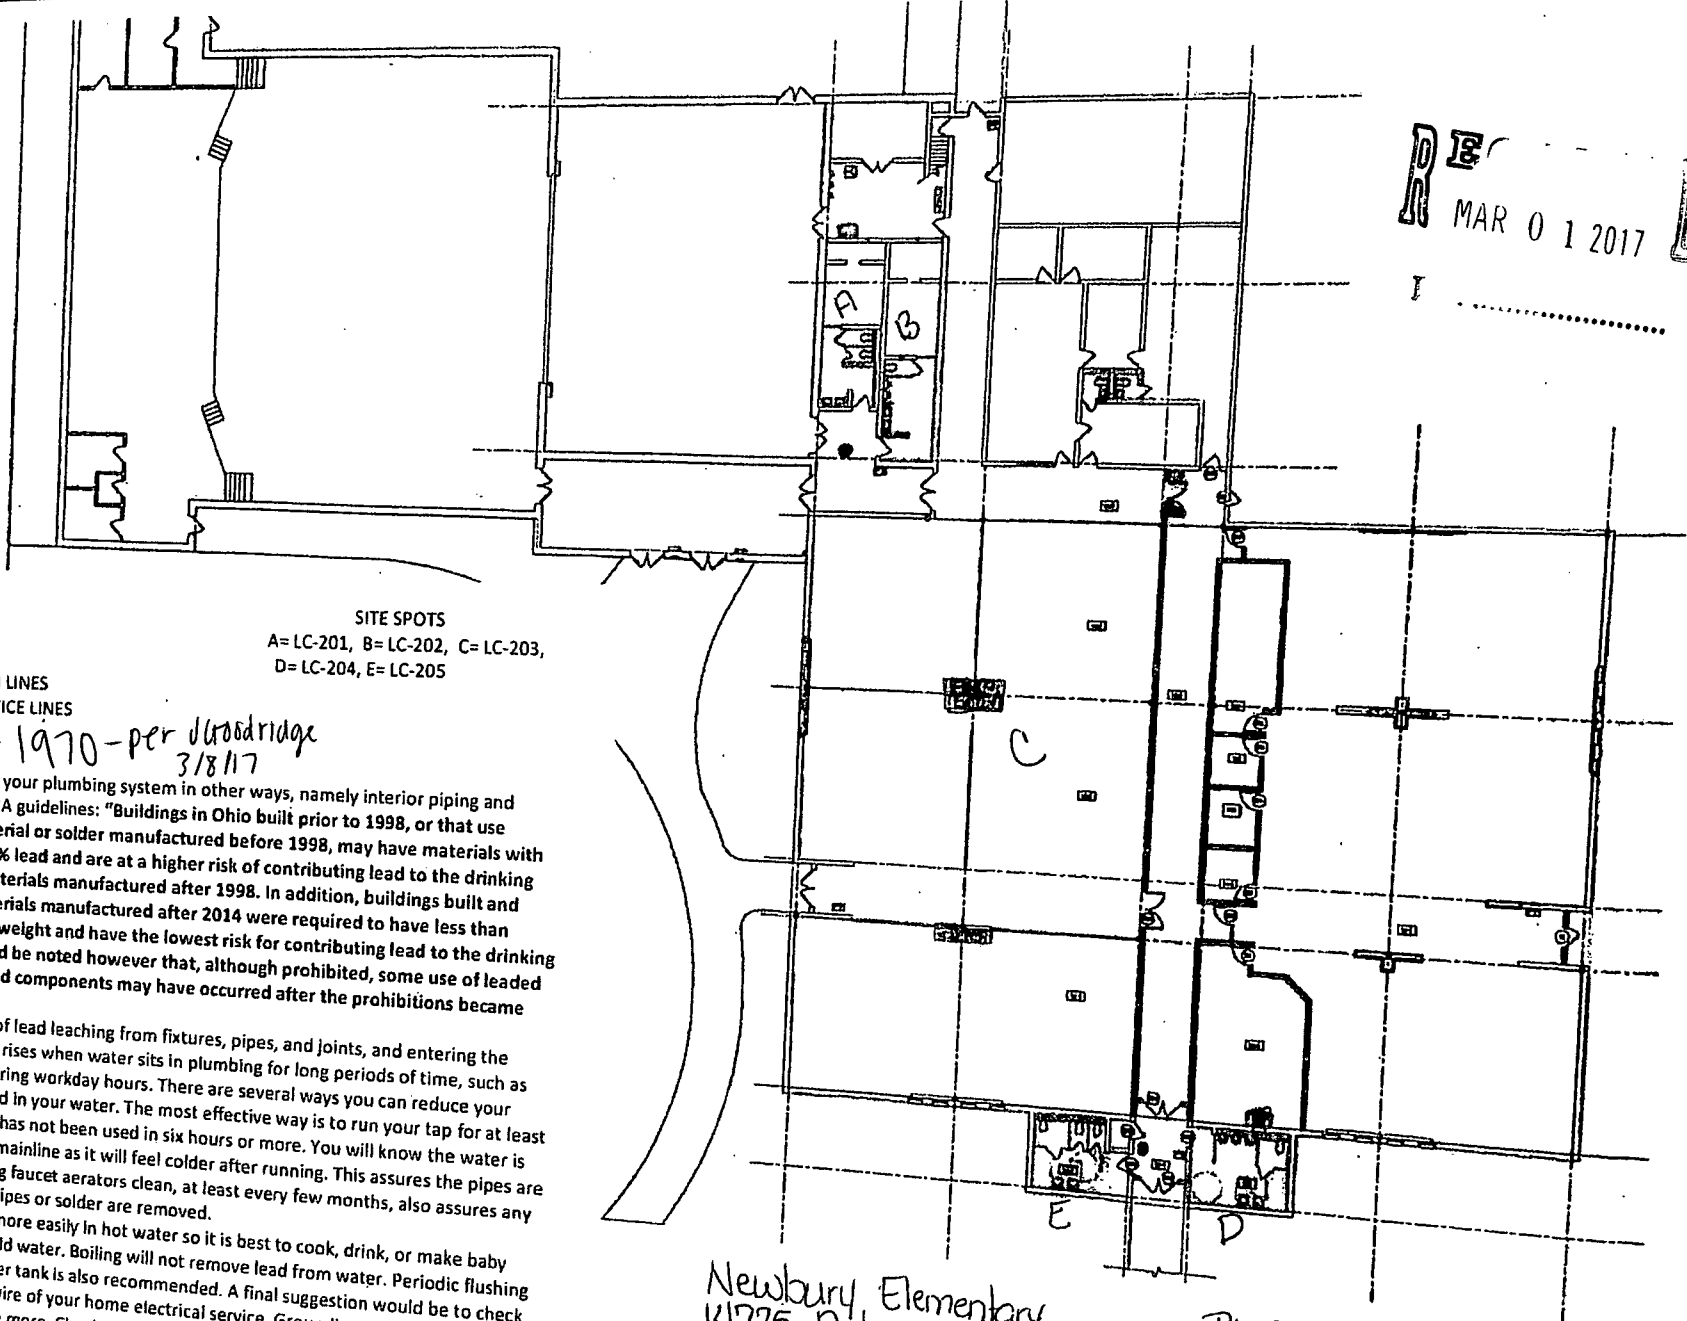 RE
MAR 0 1 2017
A
B
SITE SPOTS
A= LC-201, B= LC-202, C= LC-203,
D= LC-204, E= LC-205
LINES
ICE LINES
1970-per JGoodridge
3/8/17
C
your plumbing system in other ways, namely interior piping and
A guidelines: "Buildings in Ohio built prior to 1998, or that use
erial or solder manufactured before 1998, may have materials with
% lead and are at a higher risk of contributing lead to the drinking
terials manufactured after 1998. In addition, buildings built and
erials manufactured after 2014 were required to have less than
weight and have the lowest risk for contributing lead to the drinking
d be noted however that, although prohibited, some use of leaded
d components may have occurred after the prohibitions became
of lead leaching from fixtures, pipes, and joints, and entering the
rises when water sits in plumbing for long periods of time, such as
ring workday hours. There are several ways you can reduce your
d in your water. The most effective way is to run your tap for at least
has not been used in six hours or more. You will know the water is
mainline as it will feel colder after running. This assures the pipes are
g faucet aerators clean, at least every few months, also assures any
ipes or solder are removed.
more easily in hot water so it is best to cook, drink, or make baby
ld water. Boiling will not remove lead from water. Periodic flushing
er tank is also recommended. A final suggestion would be to check
ire of your home electrical service.
E
D
Newbury Elementary